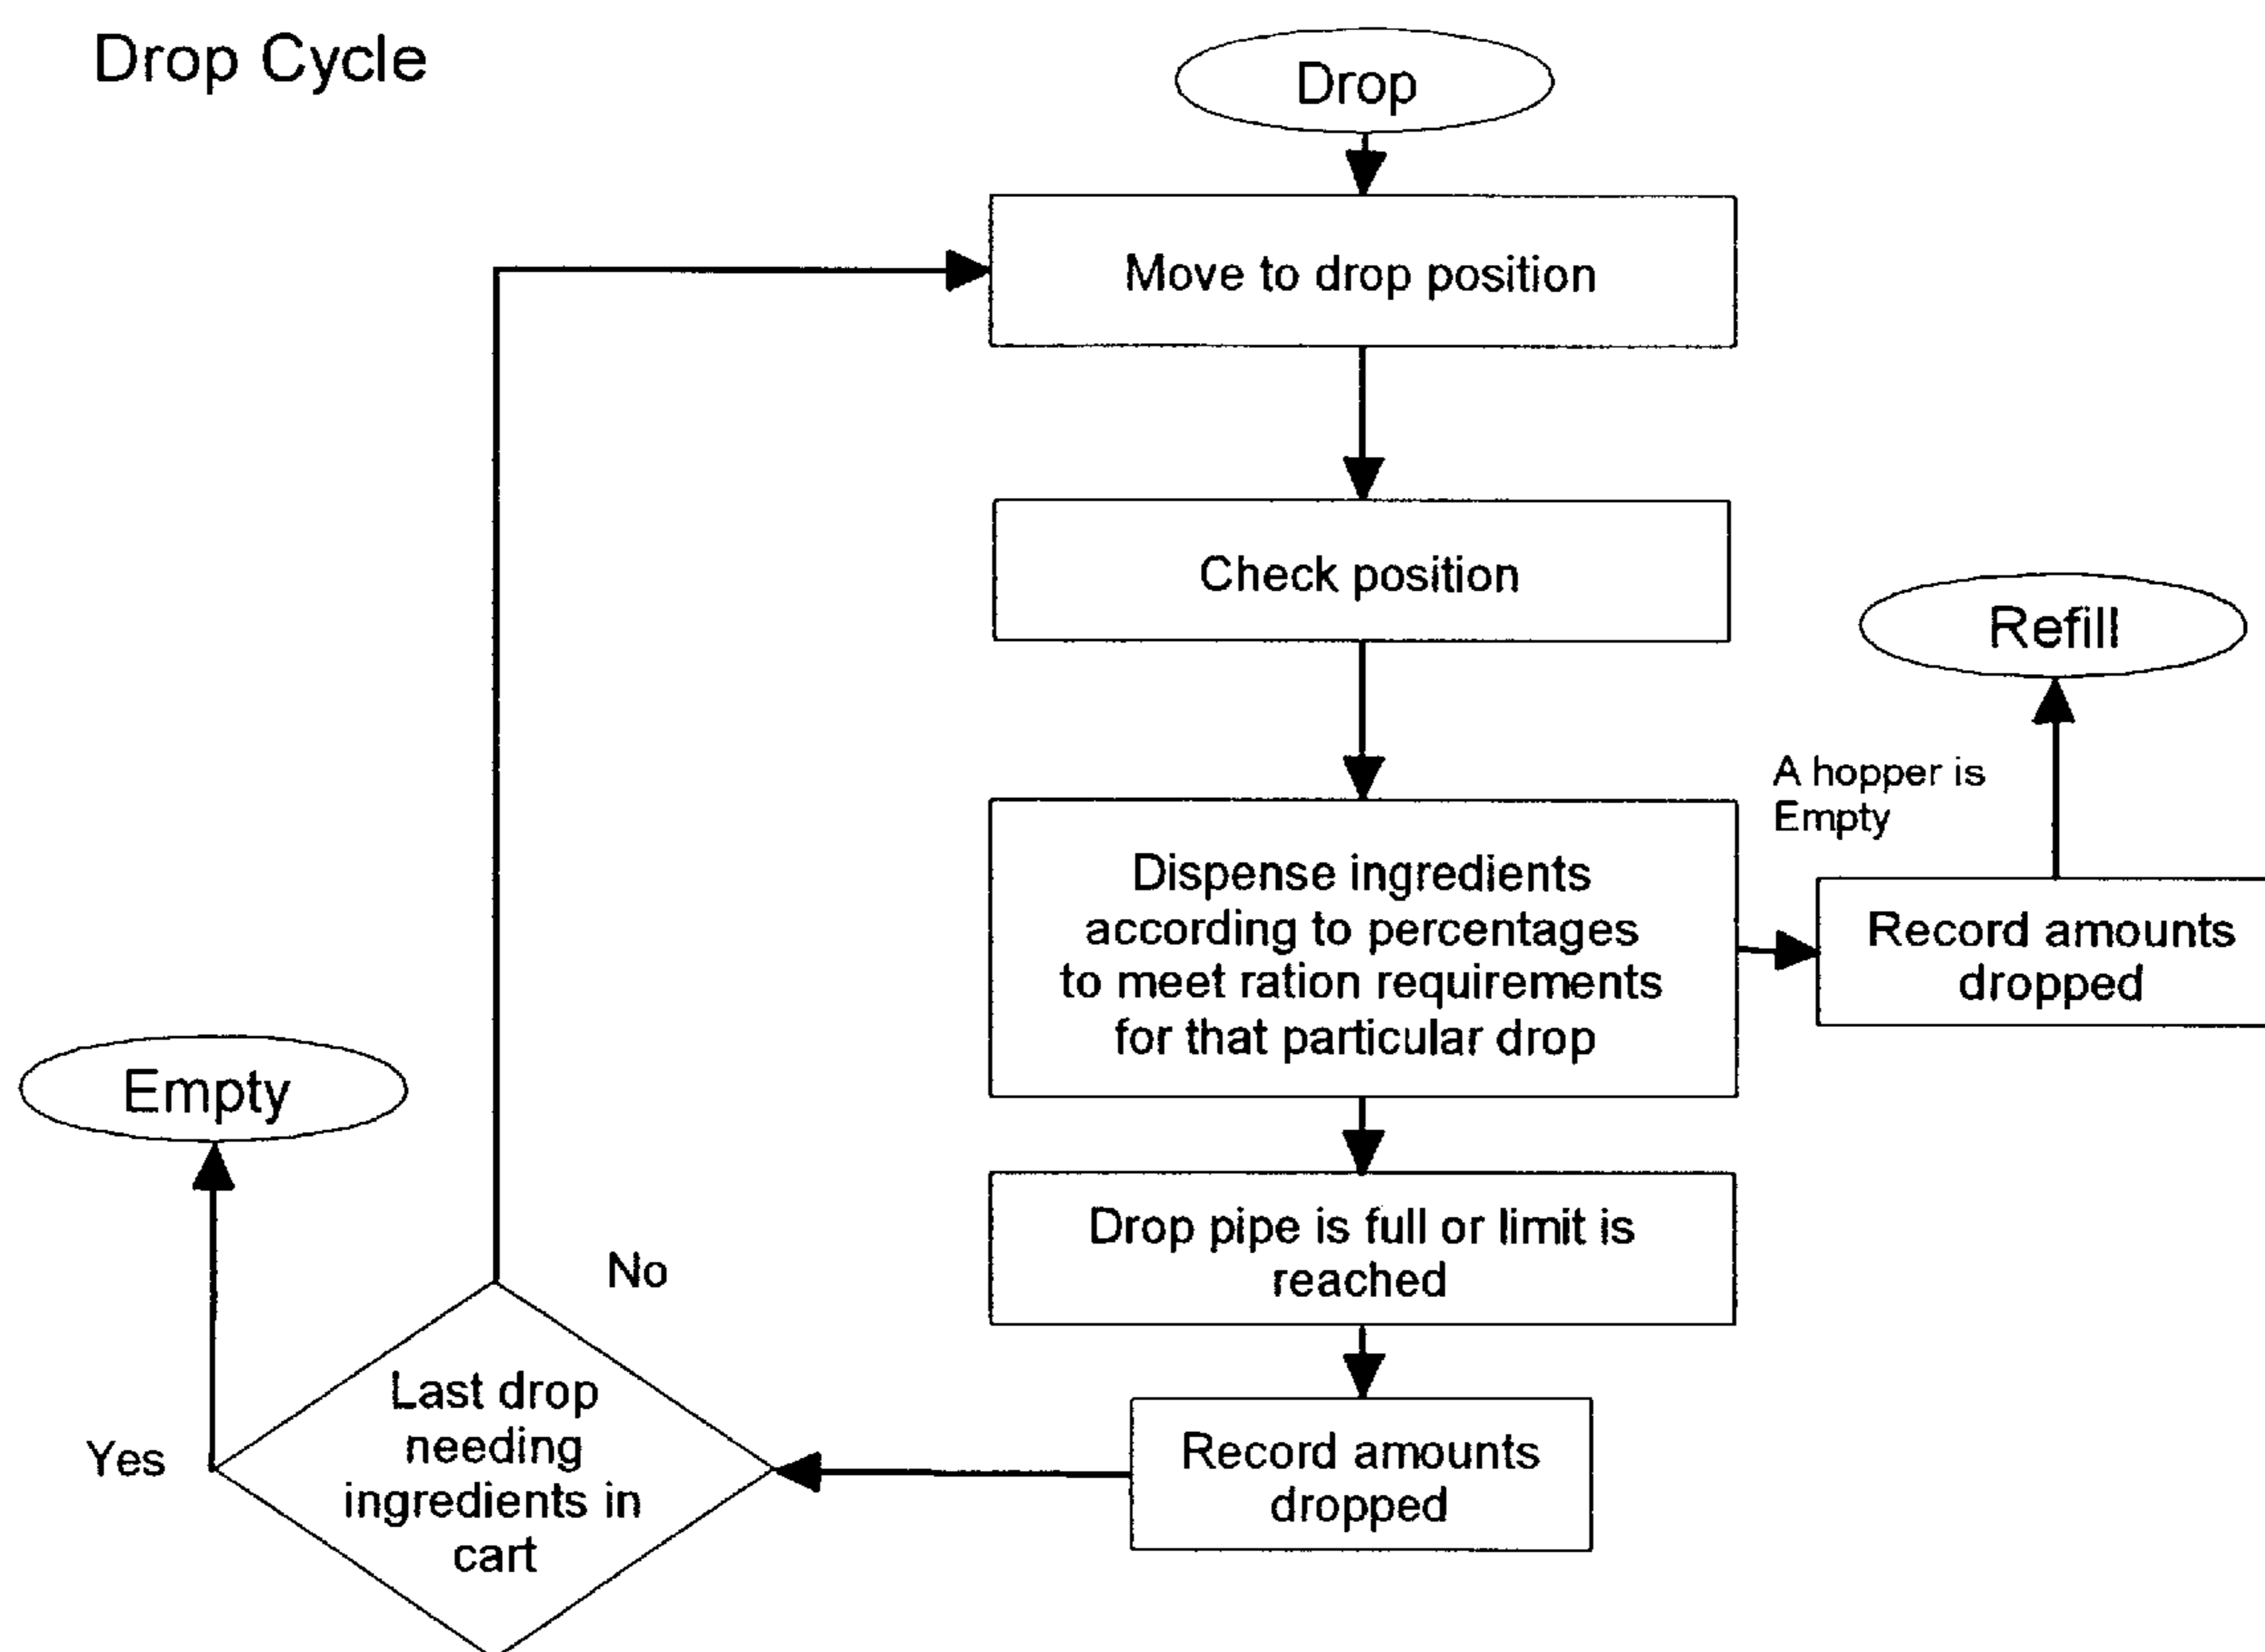 Drop Cycle
Drop
Move to drop position
Check position
Refill
A hopper is
Empty
Dispense ingredients
according to percentages
to meet ration requirements
for that particular drop
Record amounts
dropped
Empty
Drop pipe is full or limit is
reached
No
Last drop
needing
ingredients in
cart
Yes
Record amounts
dropped